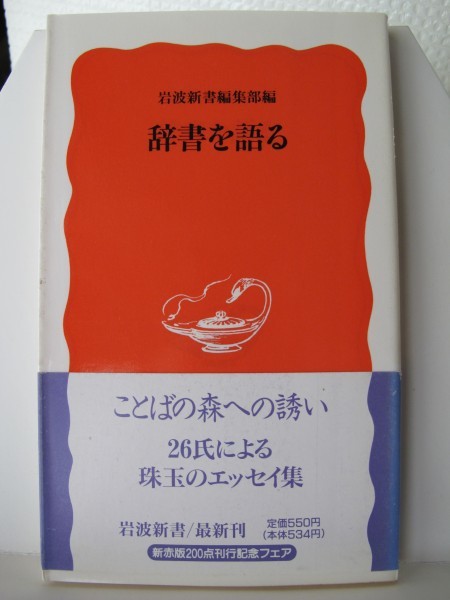 岩波新書編集部編
辞書を語る
ことばの森への誘い
26氏による
珠玉のエッセイ集
岩波新書/最新刊
定価550円
(本体534円)
新赤版200点刊行記念フェア